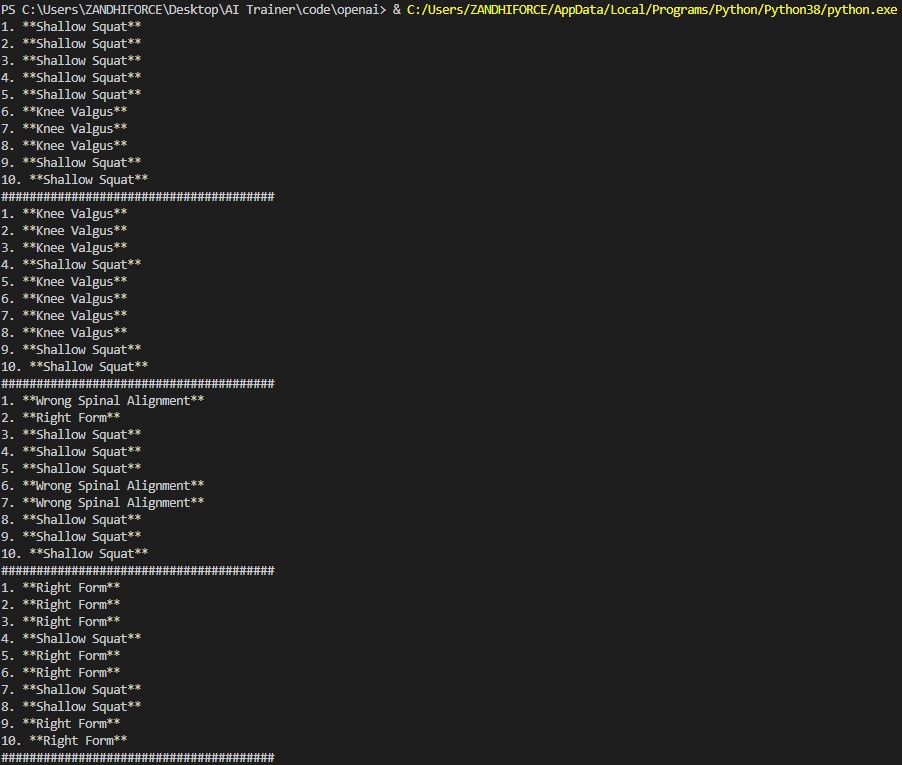 PS C:\Users\ZANDHIFORCE\Desktop\AI Trainer\code\openai> & C:/Users/ZANDHIFORCE/AppData/Local/Programs/Python/Python38/python.exe
1. **Shallow Squat**
2. **Shallow Squat**
3. **Shallow Squat**
4. **Shallow Squat**
5. **Shallow Squat**
6. **Knee Valgus**
7. **Knee Valgus**
8. **Knee Valgus**
9. **Shallow Squat**
10. **Shallow Squat**
#######################################
1. **Knee Valgus**
2. **Knee Valgus**
3. **Knee Valgus**
4. **Shallow Squat**
5. **Knee Valgus**
6. **Knee Valgus**
7. **Knee Valgus**
8. **Knee Valgus**
9. **Shallow Squat**
10. **Shallow Squat**
#######################################
1. **Wrong Spinal Alignment**
2. **Right Form**
3. **Shallow Squat**
4. **Shallow Squat**
5. **Shallow Squat**
6. **Wrong Spinal Alignment**
7. **Wrong Spinal Alignment**
8. **Shallow Squat**
9. **Shallow Squat**
10. **Shallow Squat**
#######################################
1. **Right Form**
2. **Right Form**
3. **Right Form**
4. **Shallow Squat**
5. **Right Form**
6. **Right Form**
7. **Shallow Squat**
8. **Shallow Squat**
9. **Right Form**
10. **Right Form**
#######################################